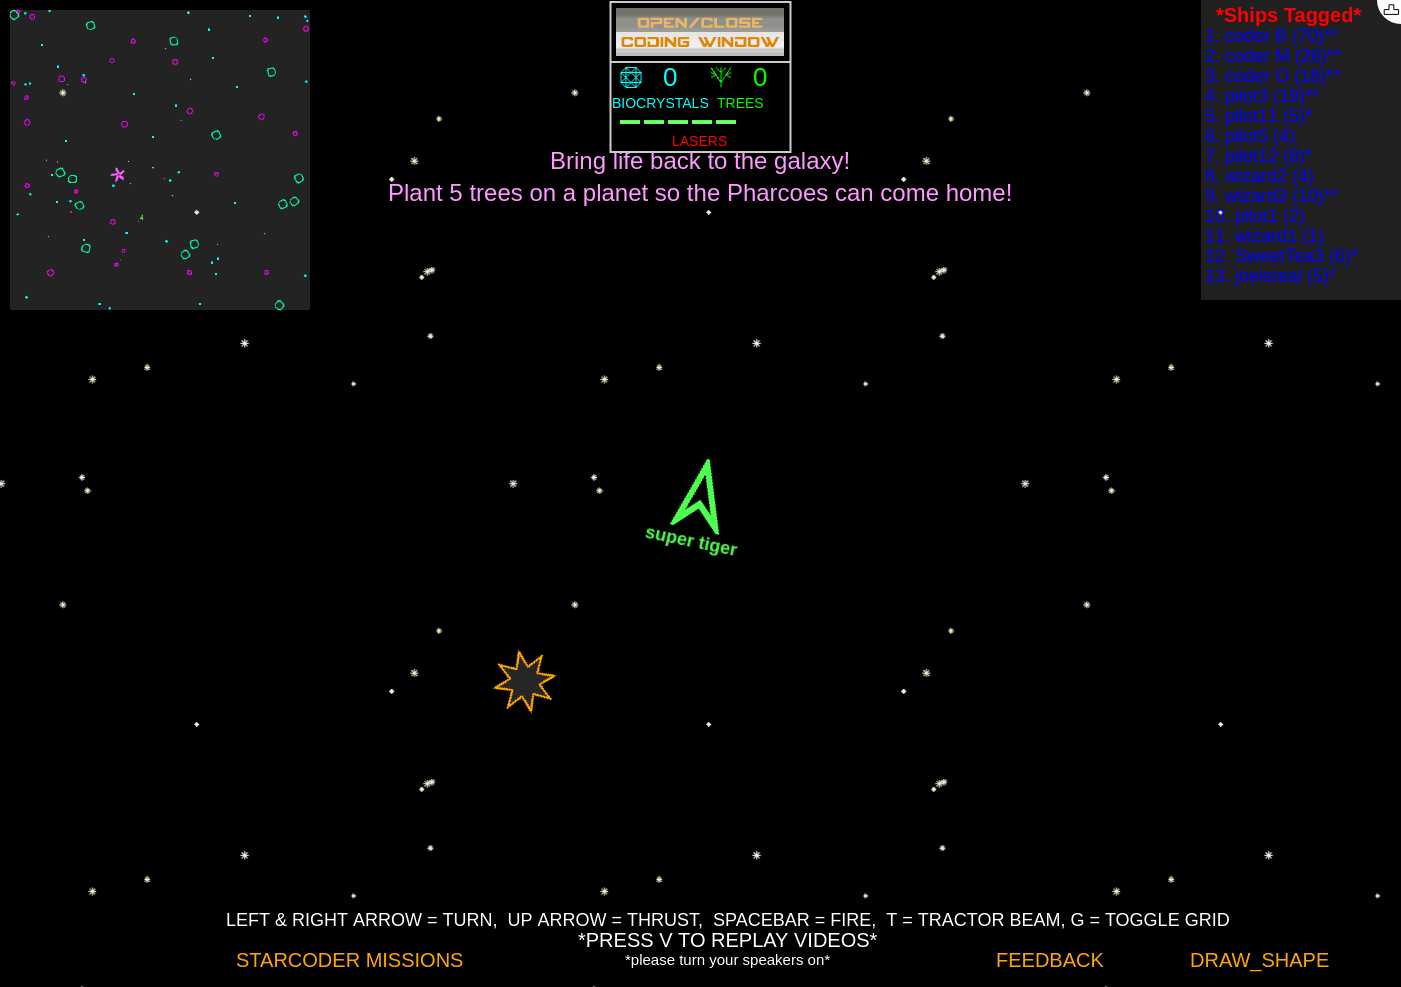 OPEN/CLOSE
CODING WINDOW
0 0
BIOCRYSTALS TREES
LASERS
Bring life back to the galaxy!
Plant 5 trees on a planet so the Pharcoes can come home!
*Ships Tagged*
1. coder B (70)**
2. coder M (26)**
3. coder O (18)**
4. pilot3 (19)**
5. pilot11 (5)*
6. pilot5 (4)
7. pilot12 (8)*
8. wizard2 (4)
9. wizard3 (10)**
10. pilot1 (2)
11. wizard1 (1)
12. SweetTea3 (6)*
13. (5)*
super tiger
LEFT & RIGHT ARROW = TURN, UP ARROW = THRUST, SPACEBAR = FIRE, T = TRACTOR BEAM, G = TOGGLE GRID
*PRESS V TO REPLAY VIDEOS*
*please turn your speakers on*
STARCODER MISSIONS FEEDBACK DRAW_SHAPE